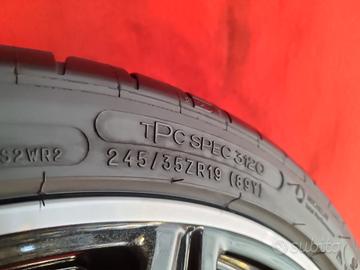 TPC SPEC 3120
S2WR2
245/35ZR19 (89Y)
subito